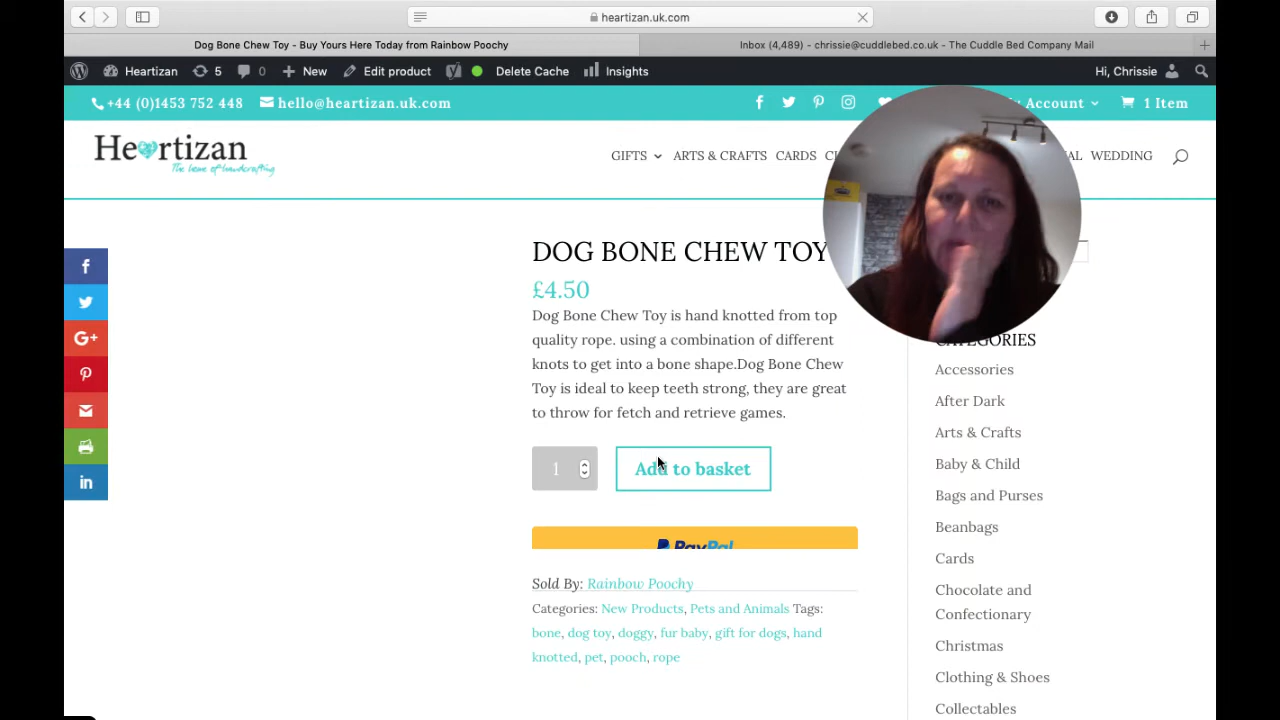 heartizan.uk.com
Dog Bone Chew Toy - Buy Yours Here Today from Rainbow Poochy
Inbox (4,489) - chrissie@cuddlebed.co.uk - The Cuddle Bed Company Mail
Heartizan 5 0 New Edit product Delete Cache Insights Hi, Chrissie
+44 (0)1453 752 448 hello@heartizan.uk.com Account 1 Item
Heartizan
The home of handcrafting
GIFTS ARTS & CRAFTS CARDS WEDDING
DOG BONE CHEW TOY
£4.50
Dog Bone Chew Toy is hand knotted from top
quality rope. using a combination of different
knots to get into a bone shape.Dog Bone Chew
Toy is ideal to keep teeth strong, they are great
to throw for fetch and retrieve games.
1 Add to basket
PayPal
Sold By: Rainbow Poochy
Categories: New Products, Pets and Animals Tags:
bone, dog toy, doggy, fur baby, gift for dogs, hand
knotted, pet, pooch, rope
CATEGORIES
Accessories
After Dark
Arts & Crafts
Baby & Child
Bags and Purses
Beanbags
Cards
Chocolate and
Confectionary
Christmas
Clothing & Shoes
Collectables